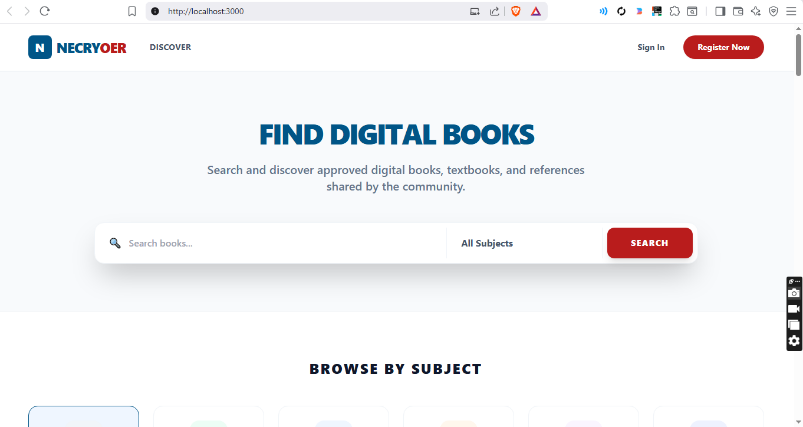 http://localhost:3000
N NECRYOER
DISCOVER
Sign In
Register Now
FIND DIGITAL BOOKS
Search and discover approved digital books, textbooks, and references
shared by the community.
Search books...
All Subjects
SEARCH
BROWSE BY SUBJECT